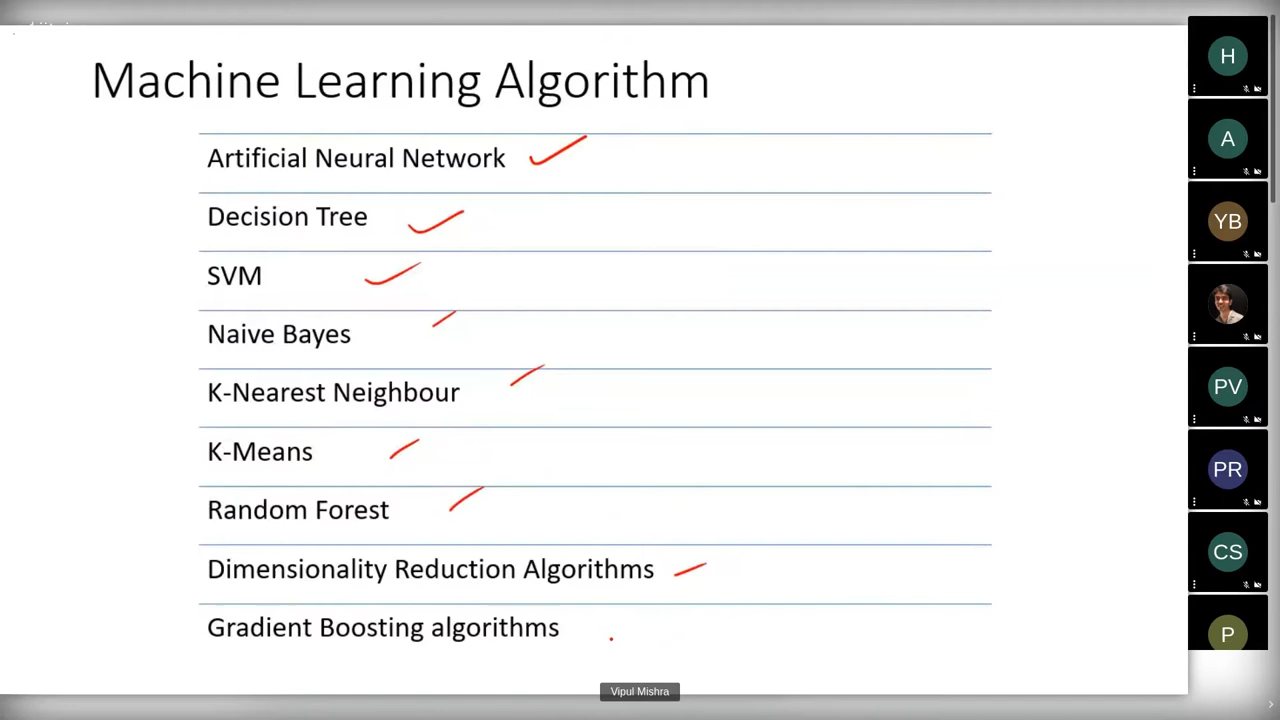 Machine Learning Algorithm
Artificial Neural Network
Decision Tree
SVM
Naive Bayes
K-Nearest Neighbour
K-Means
Random Forest
Dimensionality Reduction Algorithms
Gradient Boosting algorithms
H
A
YB
PV
PR
CS
P
Vipul Mishra